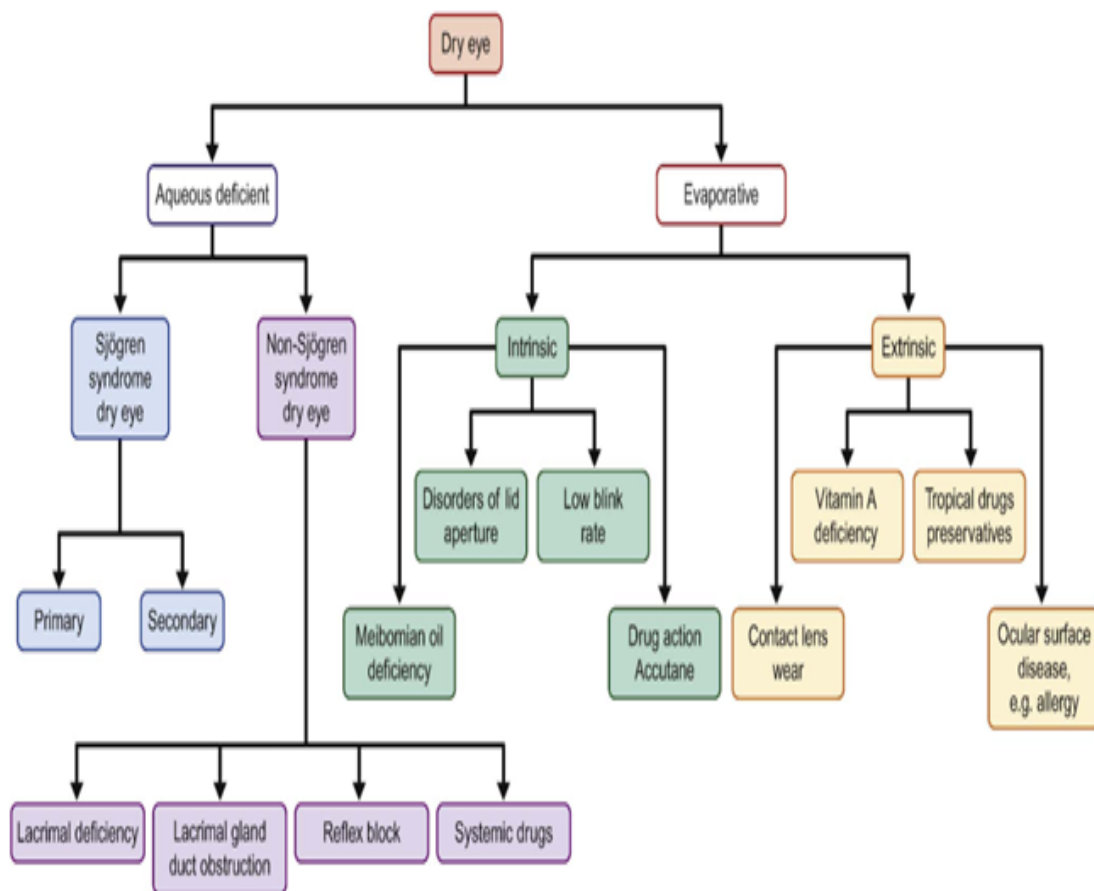 Dry eye
Aqueous deficient
Evaporative
Sjögren
syndrome
dry eye
Non-Sjögren
syndrome
dry eye
Intrinsic
Extrinsic
Disorders of lid
aperture
Low blink
rate
Vitamin A
deficiency
Tropical drugs
preservatives
Primary
Secondary
Meibomian oil
deficiency
Drug action
Accutane
Contact lens
wear
Ocular surface
disease,
e.g. allergy
Lacrimal deficiency
Lacrimal gland
duct obstruction
Reflex block
Systemic drugs